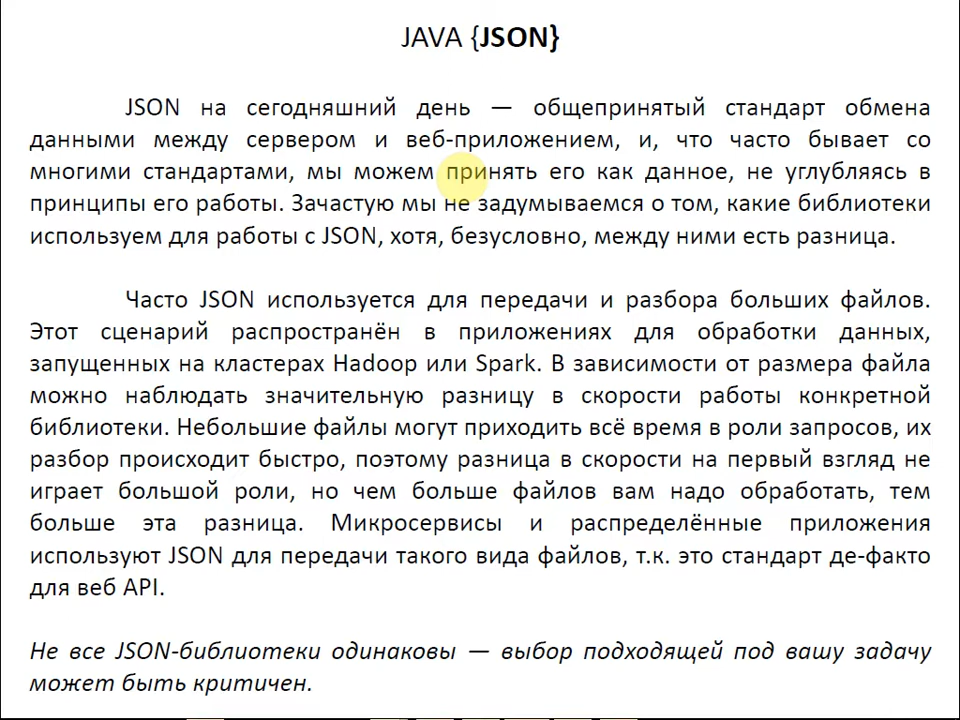 JAVA {JSON}
JSON на сегодняшний день — общепринятый стандарт обмена
данными между сервером и веб-приложением, и, что часто бывает со
многими стандартами, мы можем принять его как данное, не углубляясь в
принципы его работы. Зачастую мы не задумываемся о том, какие библиотеки
используем для работы с JSON, хотя, безусловно, между ними есть разница.
Часто JSON используется для передачи и разбора больших файлов.
Этот сценарий распространён в приложениях для обработки данных,
запущенных на кластерах Hadoop или Spark. В зависимости от размера файла
можно наблюдать значительную разницу в скорости работы конкретной
библиотеки. Небольшие файлы могут приходить всё время в роли запросов, их
разбор происходит быстро, поэтому разница в скорости на первый взгляд не
играет большой роли, но чем больше файлов вам надо обработать, тем
больше эта разница. Микросервисы и распределённые приложения
используют JSON для передачи такого вида файлов, т.к. это стандарт де-факто
для веб API.
Не все JSON-библиотеки одинаковы — выбор подходящей под вашу задачу
может быть критичен.